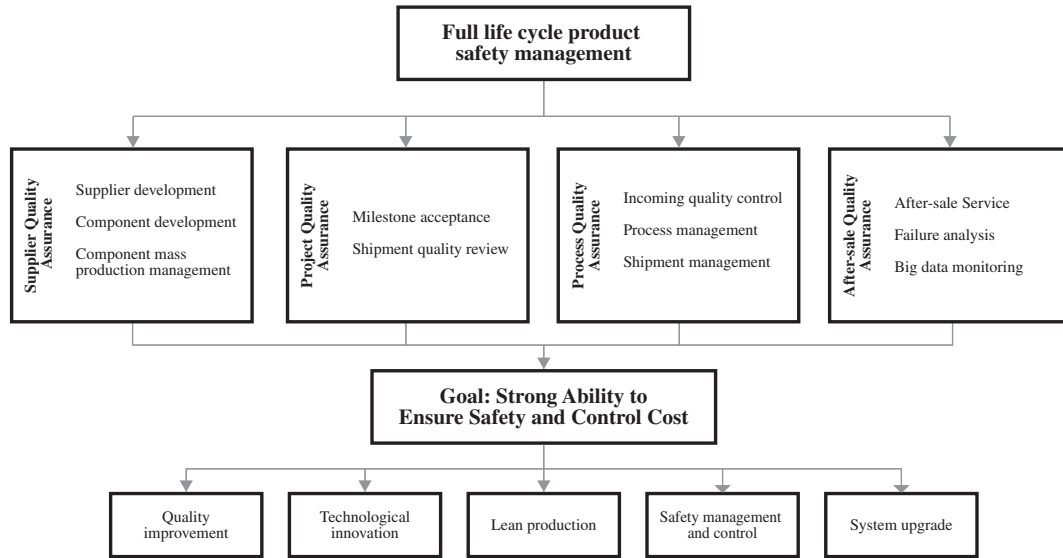 Full life cycle product
safety management
Supplier Quality
Assurance
Supplier development
Component development
Component mass
production management
Project Quality
Assurance
Milestone acceptance
Shipment quality review
Process Quality
Assurance
Incoming quality control
Process management
Shipment management
After-sale Quality
Assurance
After-sale Service
Failure analysis
Big data monitoring
Goal: Strong Ability to
Ensure Safety and Control Cost
Quality
improvement
Technological
innovation
Lean production
Safety management
and control
System upgrade